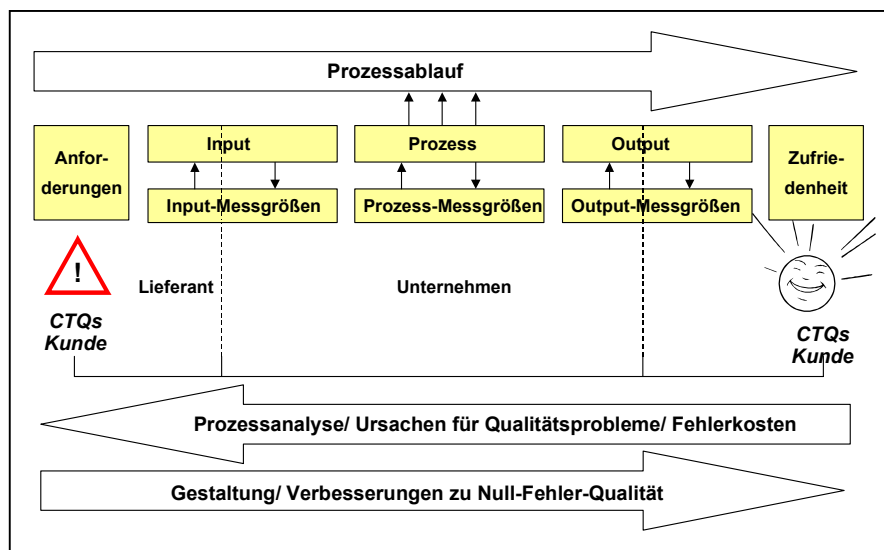 Prozessablauf
Anfor-
derungen
Input
Input-Messgrößen
Prozess
Prozess-Messgrößen
Output
Output-Messgrößen
Zufrie-
denheit
!
CTQs
Kunde
Lieferant
Unternehmen
CTQs
Kunde
Prozessanalyse/ Ursachen für Qualitätsprobleme/ Fehlerkosten
Gestaltung/ Verbesserungen zu Null-Fehler-Qualität